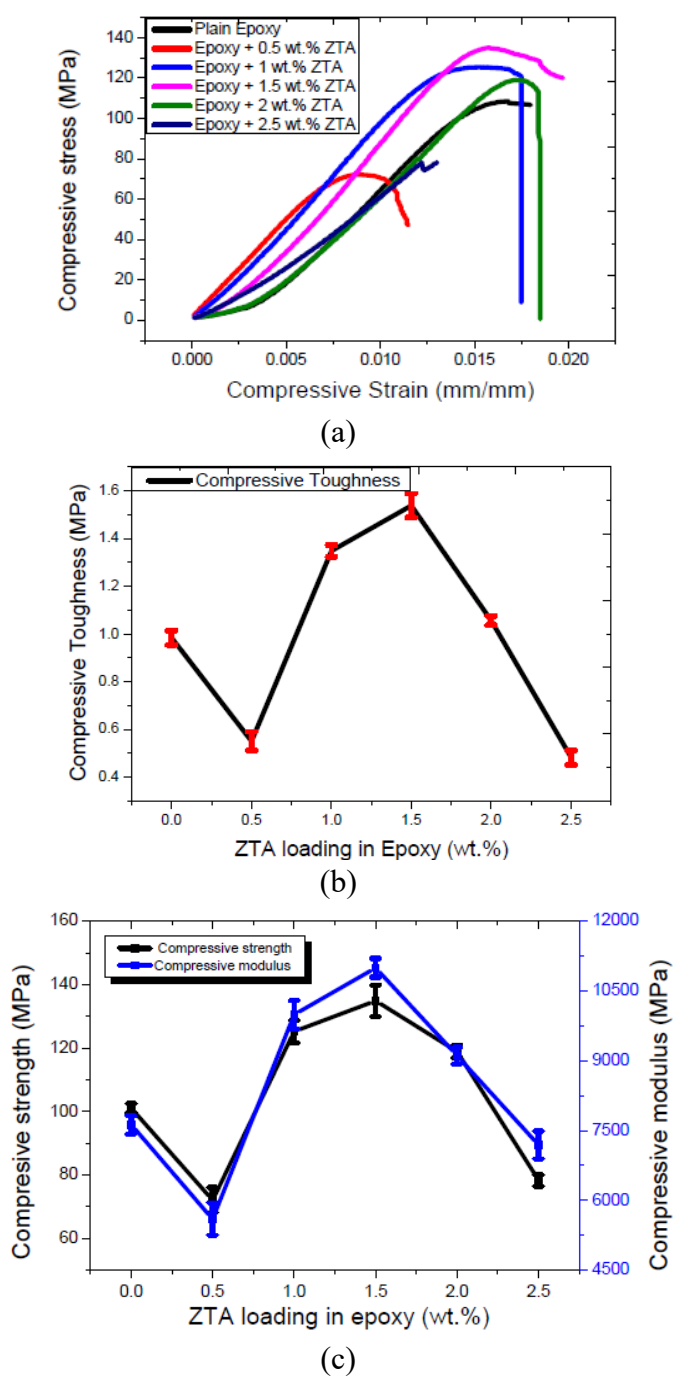 Plain Epoxy
Epoxy + 0.5 wt.% ZTA
Epoxy + 1 wt.% ZTA
Epoxy + 1.5 wt.% ZTA
Epoxy + 2 wt.% ZTA
Epoxy + 2.5 wt.% ZTA
Compressive stress (MPa)
140
120
100
80
60
40
20
0
0.000 0.005 0.010 0.015 0.020
Compressive Strain (mm/mm)
(a)
Compressive Toughness
Compressive Toughness (MPa)
1.6
1.4
1.2
1.0
0.8
0.6
0.4
0.0 0.5 1.0 1.5 2.0 2.5
ZTA loading in Epoxy (wt.%)
(b)
Compressive strength
Compressive modulus
Compresive strength (MPa)
160
140
120
100
80
60
12000
10500
9000
7500
6000
4500
Compressive modulus (MPa)
0.0 0.5 1.0 1.5 2.0 2.5
ZTA loading in epoxy (wt.%)
(c)